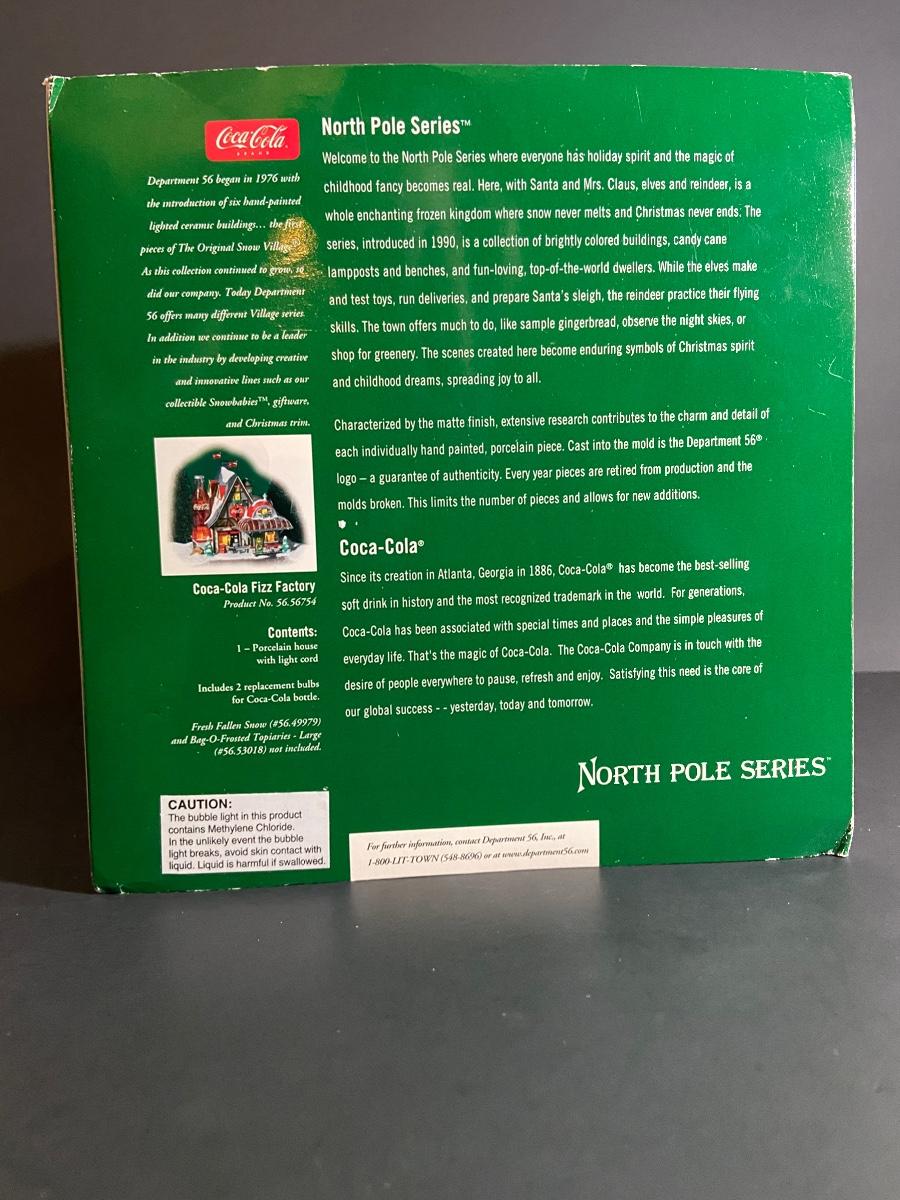 Coca-Cola
BRAND
Department 56 began in 1976 with
the introduction of six hand-painted
lighted ceramic buildings... the first
pieces of The Original Snow Village®.
As this collection continued to grow, so
did our company. Today Department
56 offers many different Village series.
In addition we continue to be a leader
in the industry by developing creative
and innovative lines such as our
collectible Snowbabies™, giftware,
and Christmas trim.
Coca-Cola Fizz Factory
Product No. 56.56754
Contents:
1 – Porcelain house
with light cord
Includes 2 replacement bulbs
for Coca-Cola bottle.
Fresh Fallen Snow (#56.49979)
and Bag-O-Frosted Topiaries - Large
(#56.53018) not included.
CAUTION:
The bubble light in this product
contains Methylene Chloride.
In the unlikely event the bubble
light breaks, avoid skin contact with
liquid. Liquid is harmful if swallowed.
North Pole Series™
Welcome to the North Pole Series where everyone has holiday spirit and the magic of
childhood fancy becomes real. Here, with Santa and Mrs. Claus, elves and reindeer, is a
whole enchanting frozen kingdom where snow never melts and Christmas never ends. The
series, introduced in 1990, is a collection of brightly colored buildings, candy cane
lampposts and benches, and fun-loving, top-of-the-world dwellers. While the elves make
and test toys, run deliveries, and prepare Santa's sleigh, the reindeer practice their flying
skills. The town offers much to do, like sample gingerbread, observe the night skies, or
shop for greenery. The scenes created here become enduring symbols of Christmas spirit
and childhood dreams, spreading joy to all.
Characterized by the matte finish, extensive research contributes to the charm and detail of
each individually hand painted, porcelain piece. Cast into the mold is the Department 56®
logo – a guarantee of authenticity. Every year pieces are retired from production and the
molds broken. This limits the number of pieces and allows for new additions.
Coca-Cola®
Since its creation in Atlanta, Georgia in 1886, Coca-Cola® has become the best-selling
soft drink in history and the most recognized trademark in the world. For generations,
Coca-Cola has been associated with special times and places and the simple pleasures of
everyday life. That's the magic of Coca-Cola. The Coca-Cola Company is in touch with the
desire of people everywhere to pause, refresh and enjoy. Satisfying this need is the core of
our global success - - yesterday, today and tomorrow.
NORTH POLE SERIES™
For further information, contact Department 56, Inc., at
1-800-LIT-TOWN (548-8696) or at www.department56.com